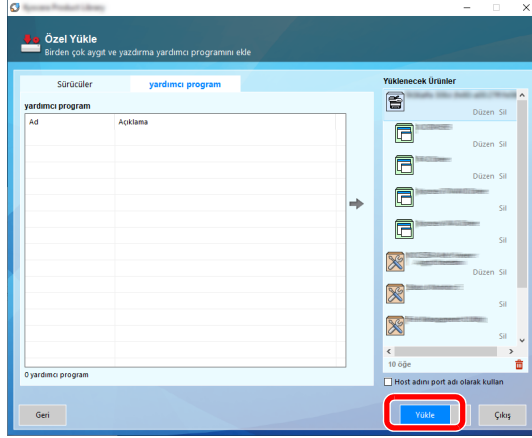 Özel Yükle
Birden çok aygıt ve yazdırma yardımcı programını ekle
Sürücüler
yardımcı program
yardımcı program
Ad
Açıklama
0 yardımcı program
Yüklenecek Ürünler
Düzen Sil
Düzen Sil
Düzen Sil
Sil
Sil
Düzen Sil
Sil
Sil
10 öğe
Host adını port adı olarak kullan
Geri
Yükle
Çıkış